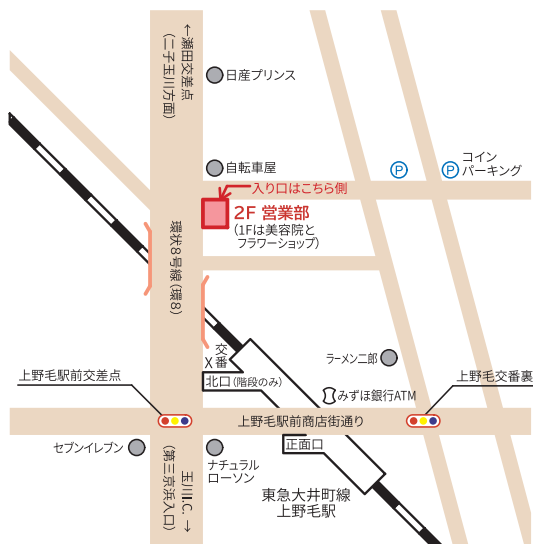 ←瀬田交差点
(二子玉川方面)
日産プリンス
自転車屋
P
P
コイン
パーキング
入り口はこちら側
2F 営業部
(1Fは美容院と
フラワーショップ)
環状8号線(環8)
交番
X
北口(階段のみ)
ラーメン二郎
上野毛駅前交差点
みずほ銀行ATM
上野毛交番裏
上野毛駅前商店街通り
セブンイレブン
正面口
ナチュラル
ローソン
玉川I.C.→
(第三京浜入口)
東急大井町線
上野毛駅